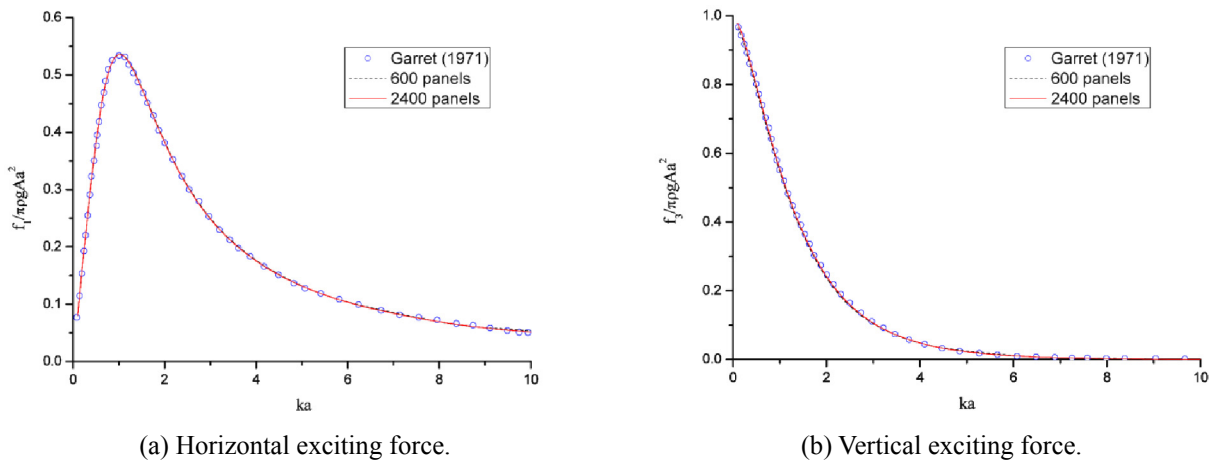 0.6
0.5
0.4
0.3
0.2
0.1
0.0
f₁/πρgAa²
0 2 4 6 8 10
ka
Garret (1971)
600 panels
2400 panels
(a) Horizontal exciting force.
1.0
0.8
0.6
0.4
0.2
0.0
f₃/πρgAa²
0 2 4 6 8 10
ka
Garret (1971)
600 panels
2400 panels
(b) Vertical exciting force.